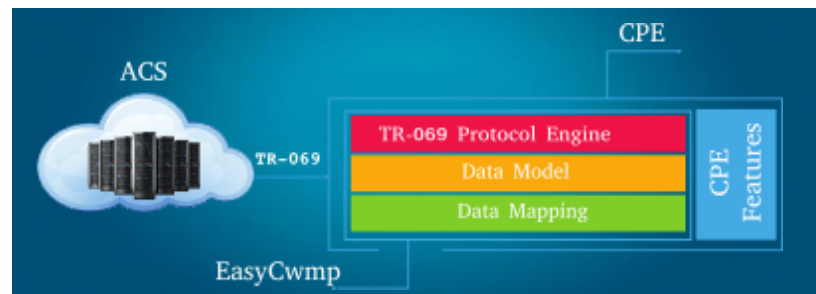 CPE
ACS
TR-069
TR-069 Protocol Engine
Data Model
Data Mapping
CPE
Features
EasyCwmp